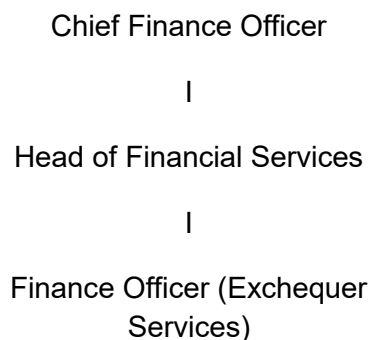 Chief Finance Officer
I
Head of Financial Services
I
Finance Officer (Exchequer
Services)